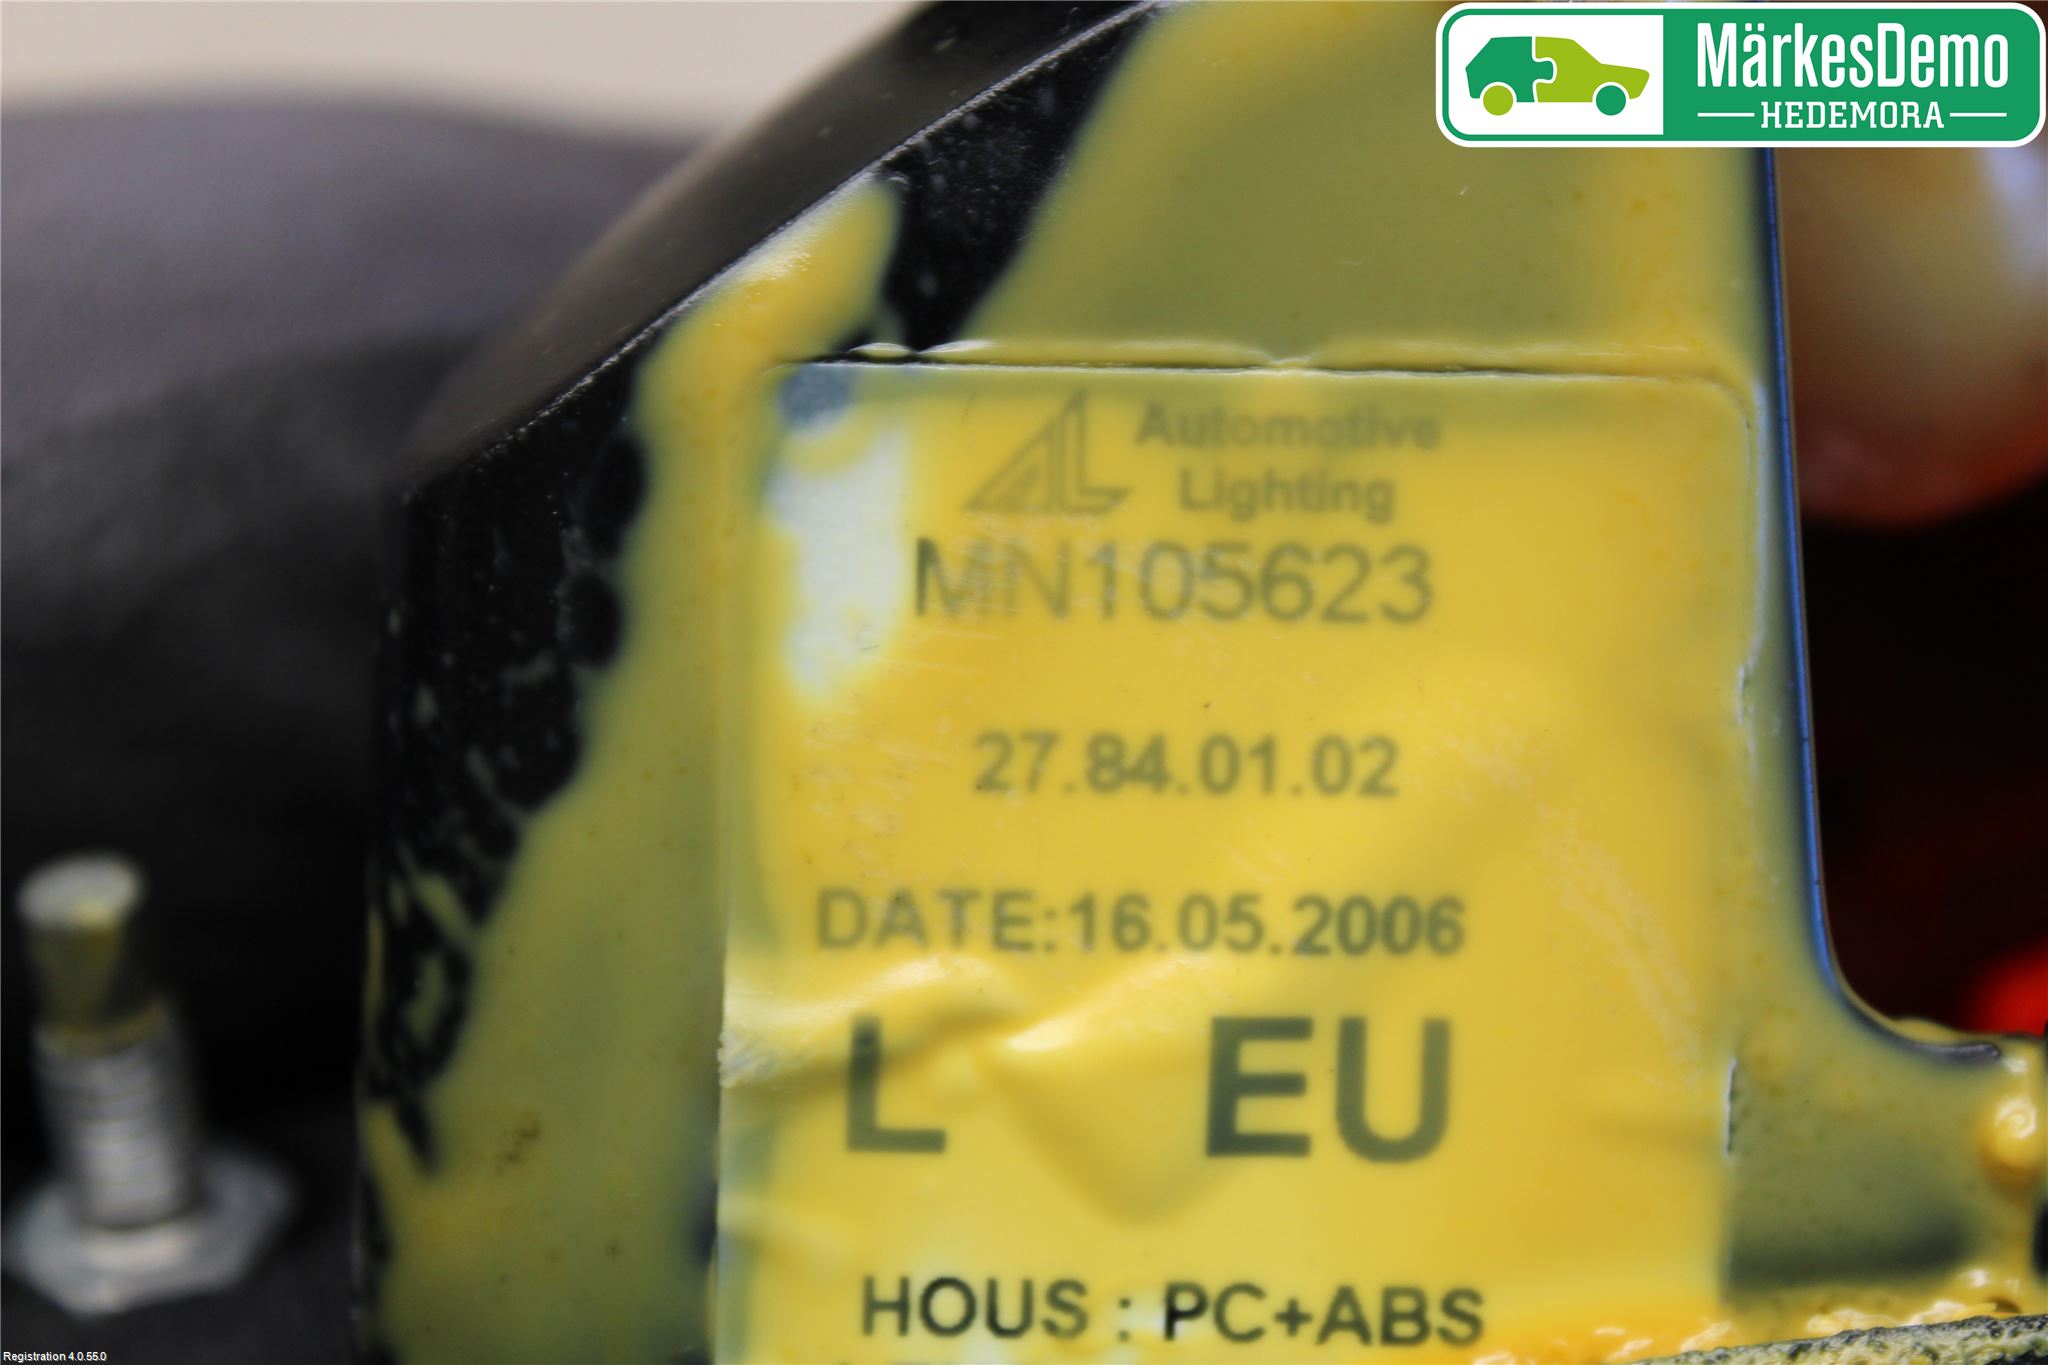 MärkesDemo
HEDEMORA
AL Automotive
Lighting
MN105623
27.84.01.02
DATE:16.05.2006
L EU
HOUS : PC+ABS
Registration 4.0.55.0